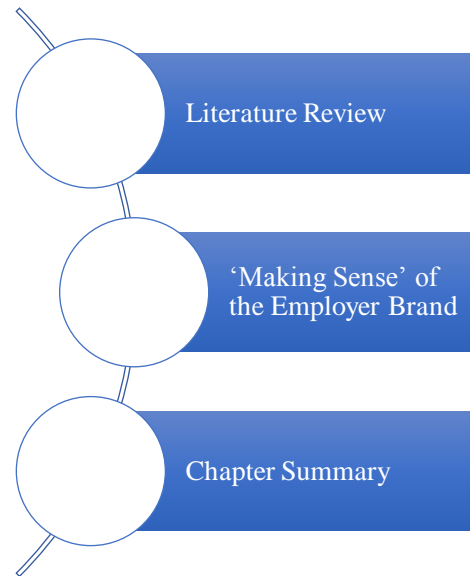 Literature Review
‘Making Sense’ of
the Employer Brand
Chapter Summary